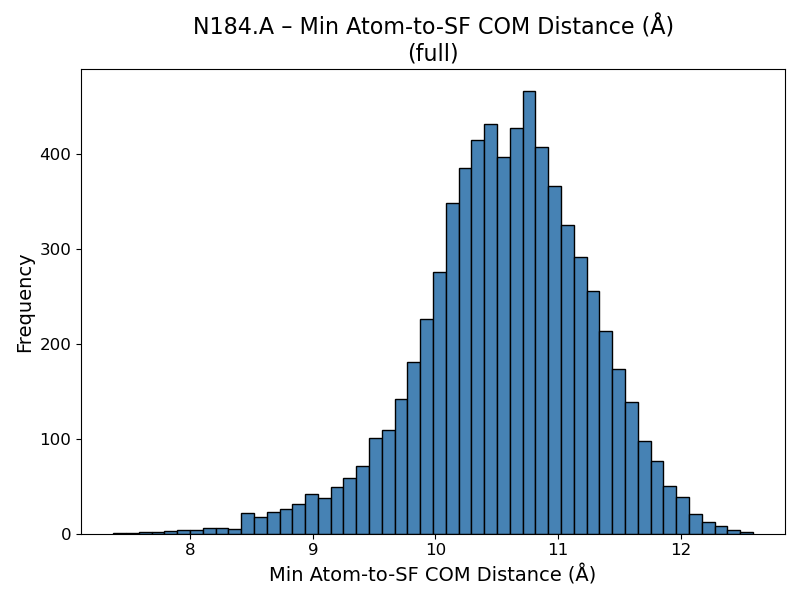 N184.A – Min Atom-to-SF COM Distance (Å)
(full)
Frequency
400
300
200
100
0
8
9
10
11
12
Min Atom-to-SF COM Distance (Å)